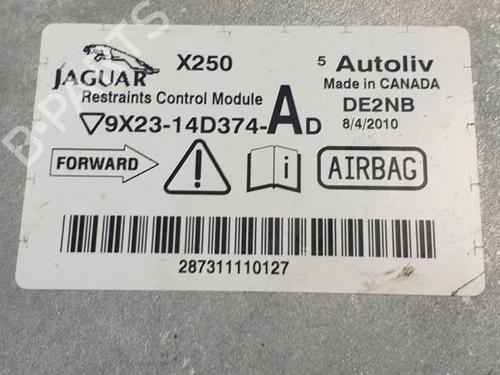 JAGUAR X250 5 Autoliv
Restraints Control Module Made in CANADA
9X23-14D374-AD DE2NB
8/4/2010
FORWARD i AIRBAG
287311110127
B-PARTS